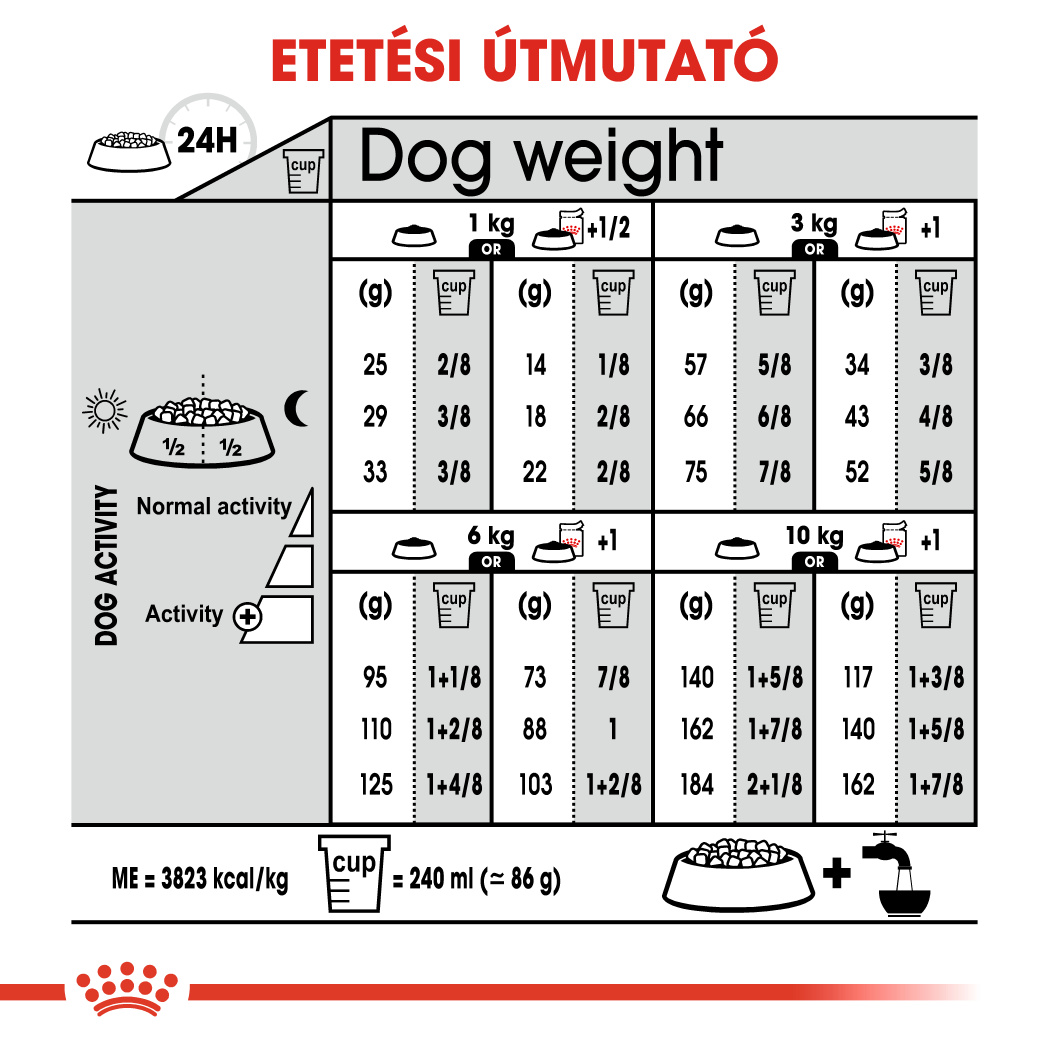 ETETÉSI ÚTMUTATÓ
24H
cup
Dog weight
1 kg +1/2 3 kg +1
OR OR
(g) cup (g) cup (g) cup (g) cup
25 2/8 14 1/8 57 5/8 34 3/8
29 3/8 18 2/8 66 6/8 43 4/8
33 3/8 22 2/8 75 7/8 52 5/8
½ ½
DOG ACTIVITY
Normal activity
Activity +
6 kg +1 10 kg +1
OR OR
(g) cup (g) cup (g) cup (g) cup
95 1+1/8 73 7/8 140 1+5/8 117 1+3/8
110 1+2/8 88 1 162 1+7/8 140 1+5/8
125 1+4/8 103 1+2/8 184 2+1/8 162 1+7/8
ME = 3823 kcal/kg cup = 240 ml (≃ 86 g) +